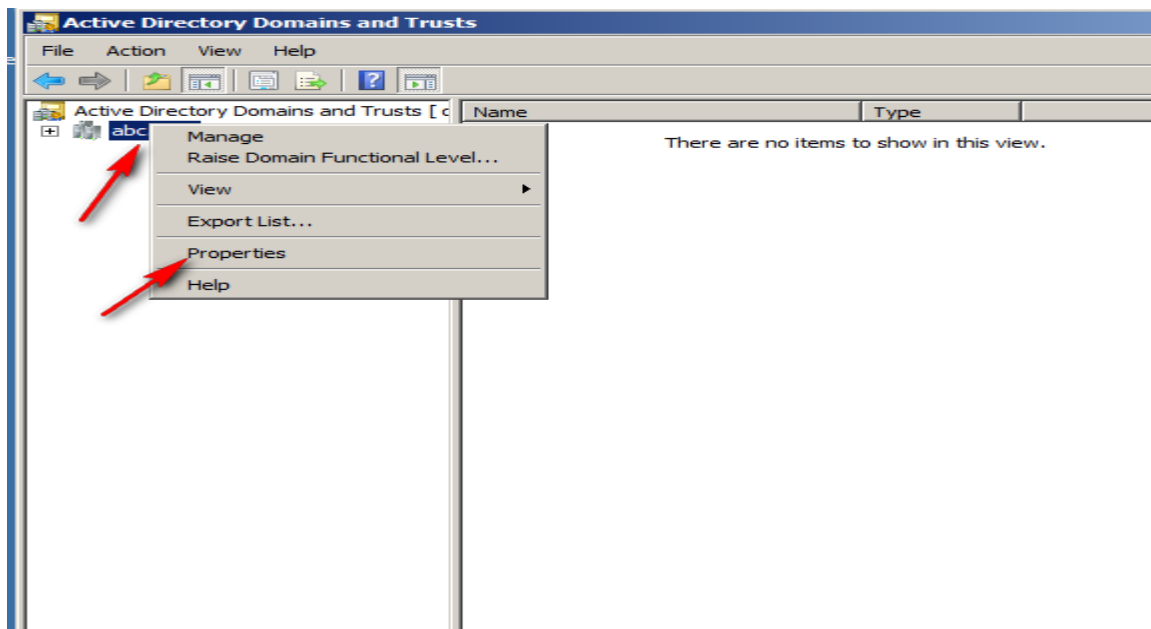 Active Directory Domains and Trusts
File Action View Help
Active Directory Domains and Trusts [
Name Type
abc
Manage
Raise Domain Functional Level...
View
Export List...
Properties
Help
There are no items to show in this view.